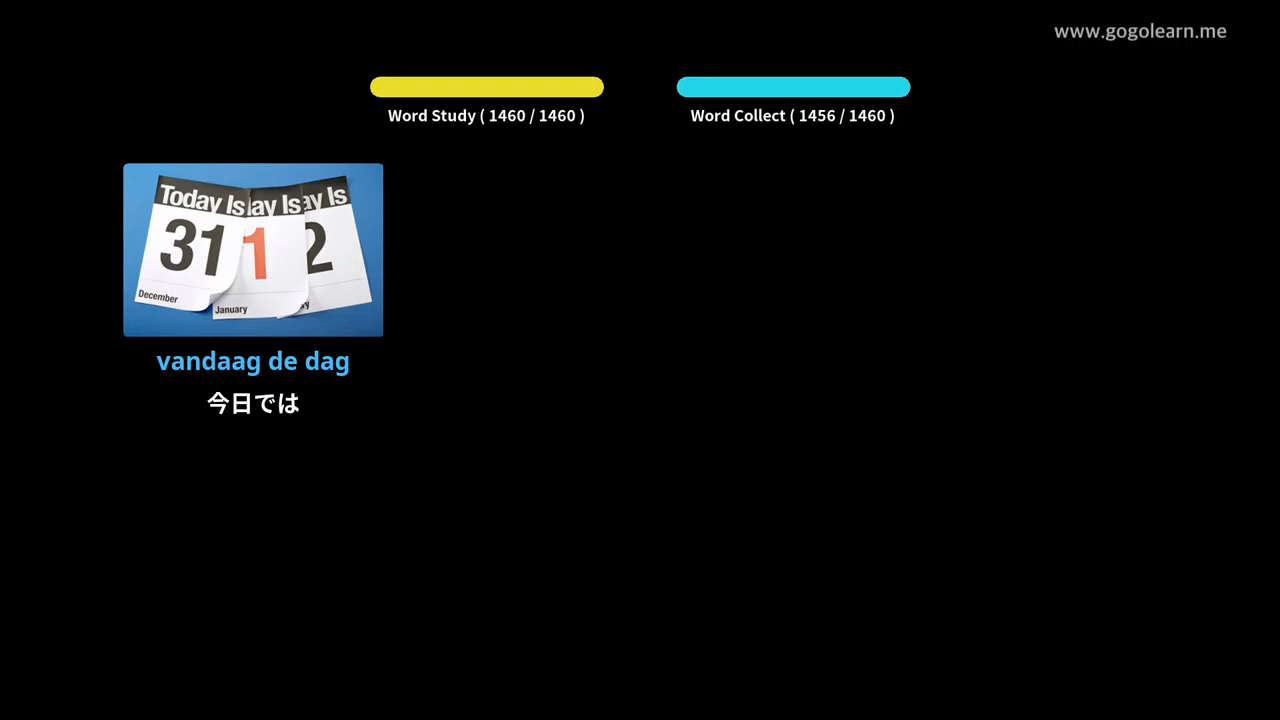 www.gogolearn.me
Word Study ( 1460 / 1460 )
Word Collect ( 1456 / 1460 )
Today Is
ay Is
ay Is
31
1
2
December
January
ry
vandaag de dag
今日では